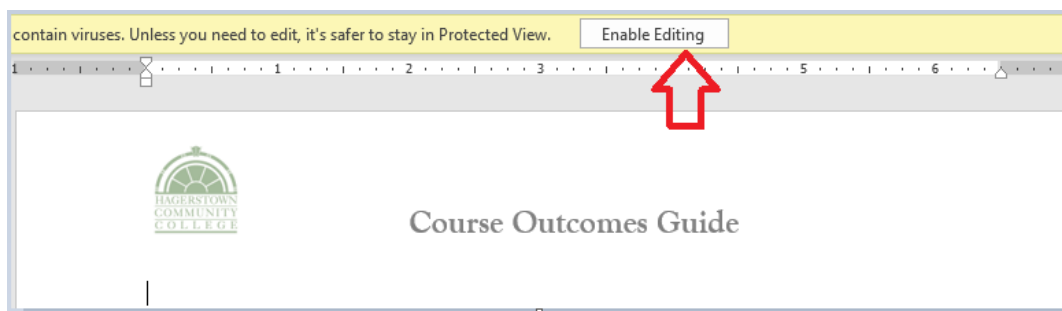 contain viruses. Unless you need to edit, it's safer to stay in Protected View. Enable Editing
1 1 2 3 5 6
HAGERSTOWN
COMMUNITY
COLLEGE
Course Outcomes Guide